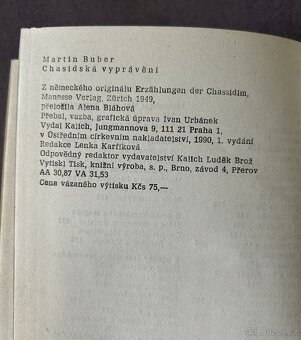 Martin Buber
Chasidská vyprávění
Z německého originálu Erzählungen der Chassidim,
Manesse Verlag, Zürich 1949,
přeložila Alena Bláhová
Přebal, vazba, grafická úprava Ivan Urbánek
Vydal Kalich, Jungmannova 9, 111 21 Praha 1,
v Ústředním církevním nakladatelství, 1990, 1. vydání
Redakce Lenka Karfíková
Odpovědný redaktor vydavatelství Kalich Luděk Brož
Vytiskl Tisk, knižní výroba, s. p., Brno, závod 4, Přerov
AA 30,87 VA 31,53
Cena vázaného výtisku Kčs 75,—